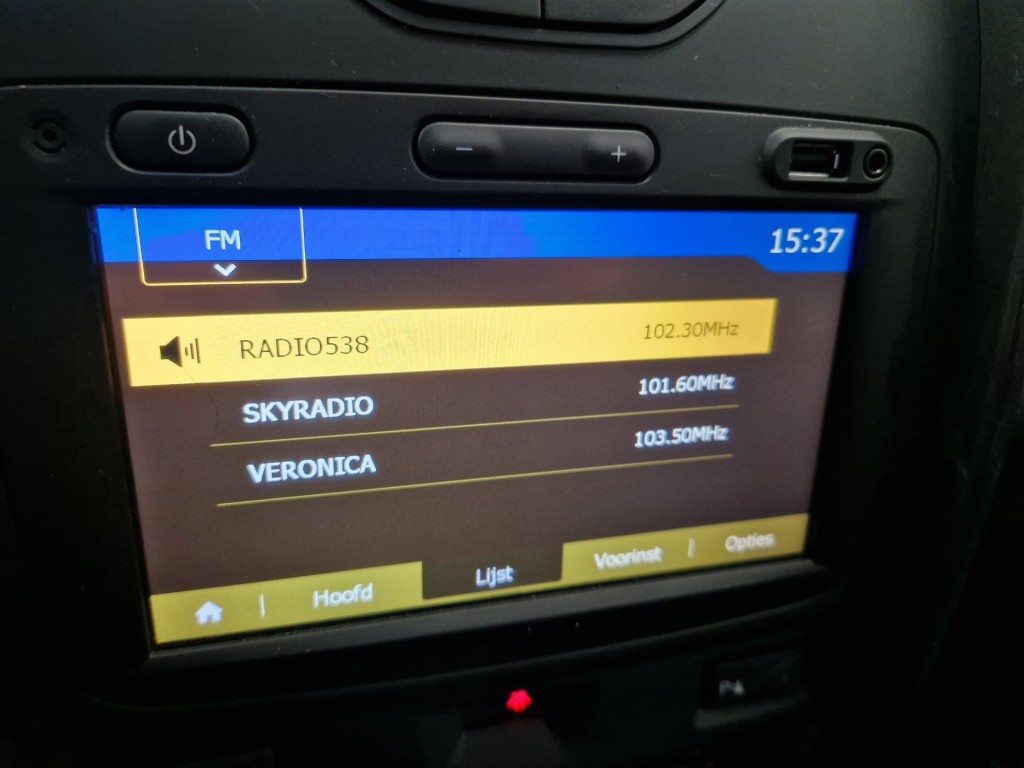 FM
15:37
RADIO538 102.30MHz
SKYRADIO 101.60MHz
VERONICA 103.50MHz
Hoofd | Lijst Voorinst | Opties